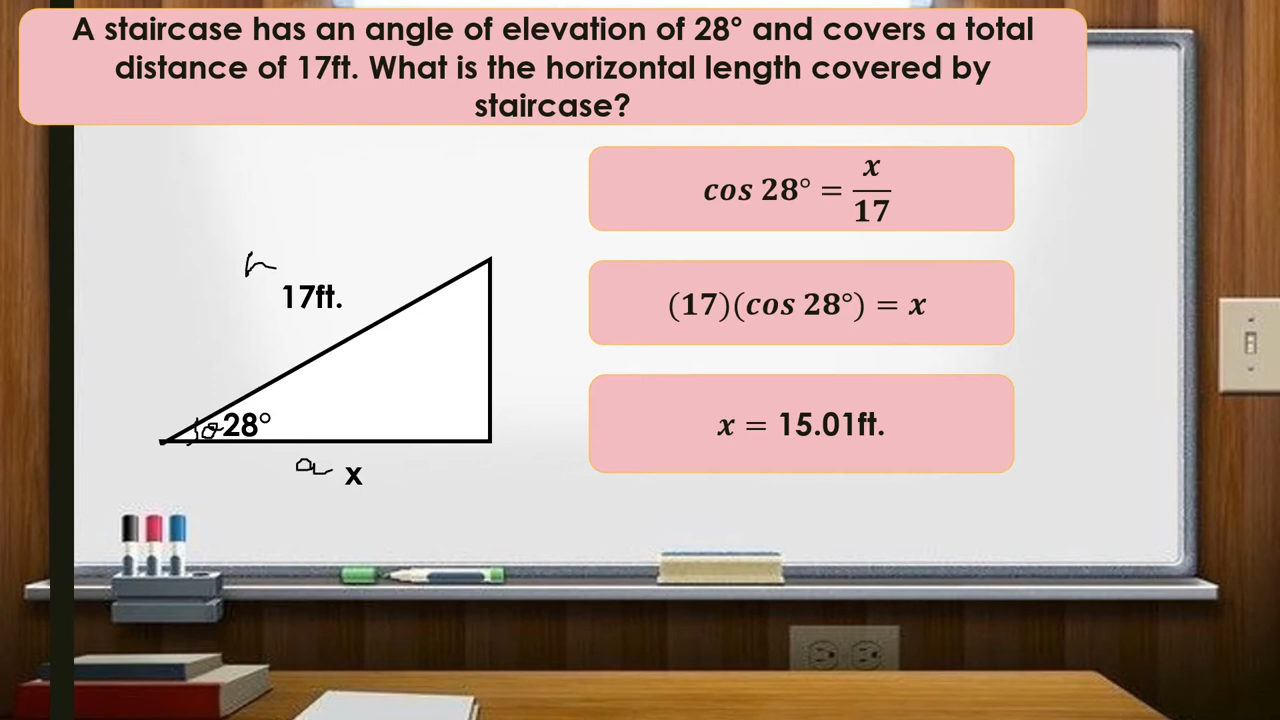 A staircase has an angle of elevation of 28° and covers a total
distance of 17ft. What is the horizontal length covered by
staircase?
cos 28° = x/17
(17)(cos 28°) = x
x = 15.01ft.
h
17ft.
28°
a x